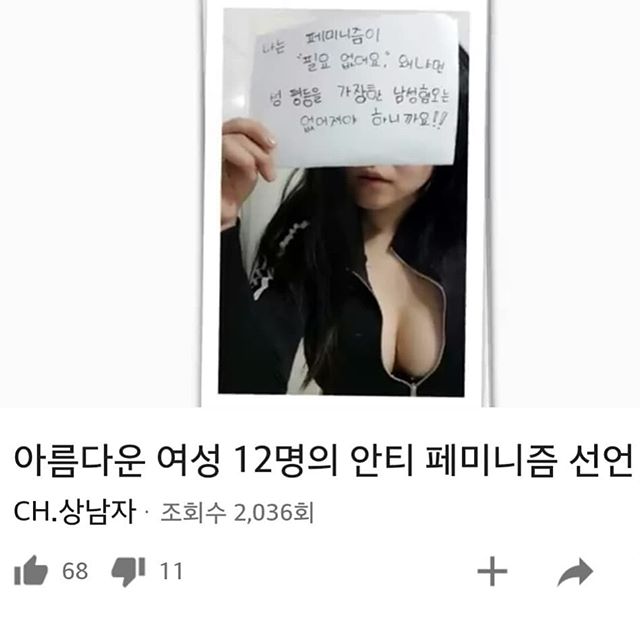 나는 페미니즘이
"필요 없어요." 왜냐면
성 평등을 가장한 남성혐오는
없어져야 하니까요!!
아름다운 여성 12명의 안티 페미니즘 선언
CH.상남자 · 조회수 2,036회
68 11